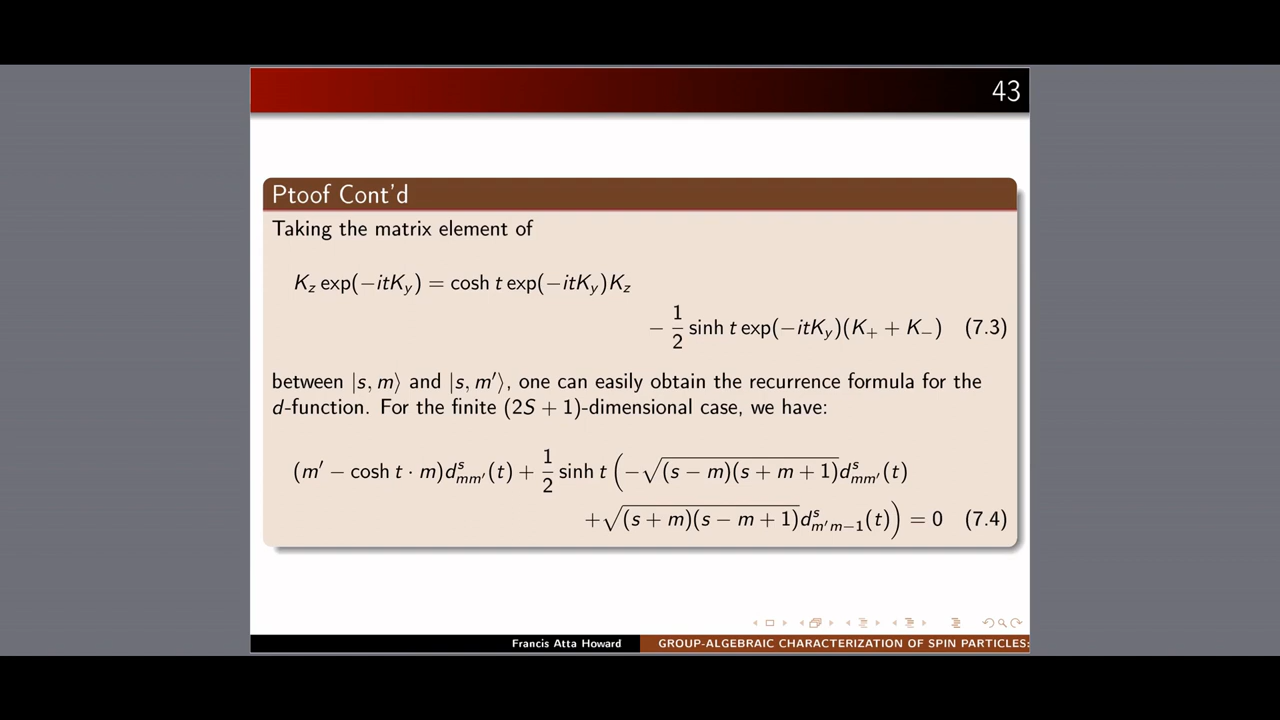 43
Ptoof Cont'd
Taking the matrix element of
K_z exp(−itK_y) = cosh t exp(−itK_y)K_z
− 1/2 sinh t exp(−itK_y)(K_+ + K_−) (7.3)
between |s, m⟩ and |s, m′⟩, one can easily obtain the recurrence formula for the
d-function. For the finite (2S + 1)-dimensional case, we have:
(m′ − cosh t · m)d^s_{mm′}(t) + 1/2 sinh t (−√(s − m)(s + m + 1)d^s_{mm′}(t)
+√(s + m)(s − m + 1)d^s_{m′m−1}(t)) = 0 (7.4)
Francis Atta Howard GROUP-ALGEBRAIC CHARACTERIZATION OF SPIN PARTICLES: